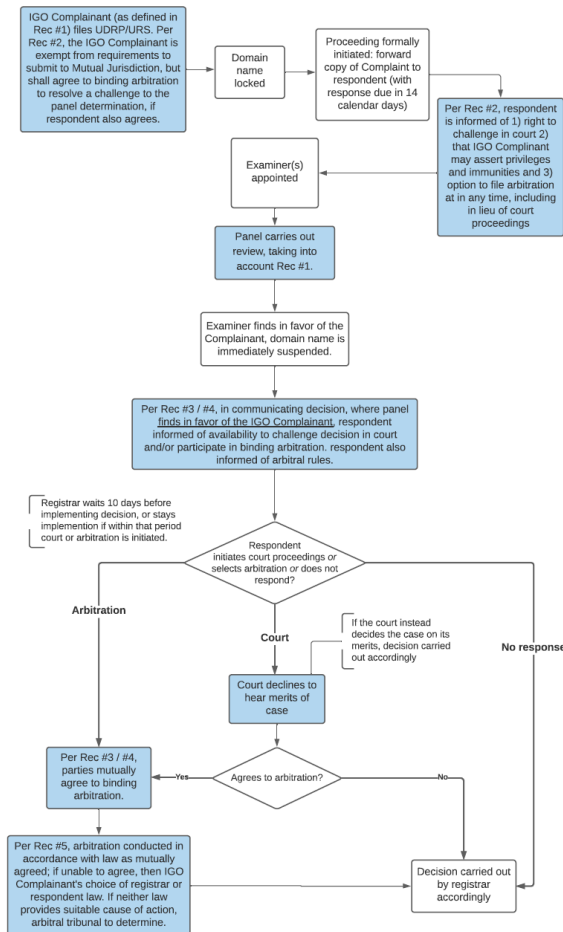 IGO Complainant (as defined in
Rec #1) files UDRP/URS. Per
Rec #2, the IGO Complainant is
exempt from requirements to
submit to Mutual Jurisdiction, but
shall agree to binding arbitration
to resolve a challenge to the
panel determination, if
respondent also agrees.
Domain
name
locked
Proceeding formally
initiated: forward
copy of Complaint to
respondent (with
response due in 14
calendar days)
Per Rec #2, respondent
is informed of 1) right to
challenge in court 2)
that IGO Complinant
may assert privileges
and immunities and 3)
option to file arbitration
at in any time, including
in lieu of court
proceedings
Examiner(s)
appointed
Panel carries out
review, taking into
account Rec #1.
Examiner finds in favor of the
Complainant, domain name is
immediately suspended.
Per Rec #3 / #4, in communicating decision, where panel
finds in favor of the IGO Complainant, respondent
informed of availability to challenge decision in court
and/or participate in binding arbitration. respondent also
informed of arbitral rules.
Registrar waits 10 days before
implementing decision, or stays
implemention if within that period
court or arbitration is initiated.
Respondent
initiates court proceedings or
selects arbitration or does not
respond?
Arbitration
Court
No response
If the court instead
decides the case on its
merits, decision carried
out accordingly
Court declines to
hear merits of
case
Per Rec #3 / #4,
parties mutually
agree to binding
arbitration.
Yes
Agrees to arbitration?
No
Per Rec #5, arbitration conducted in
accordance with law as mutually
agreed; if unable to agree, then IGO
Complainant's choice of registrar or
respondent law. If neither law
provides suitable cause of action,
arbitral tribunal to determine.
Decision carried out
by registrar
accordingly